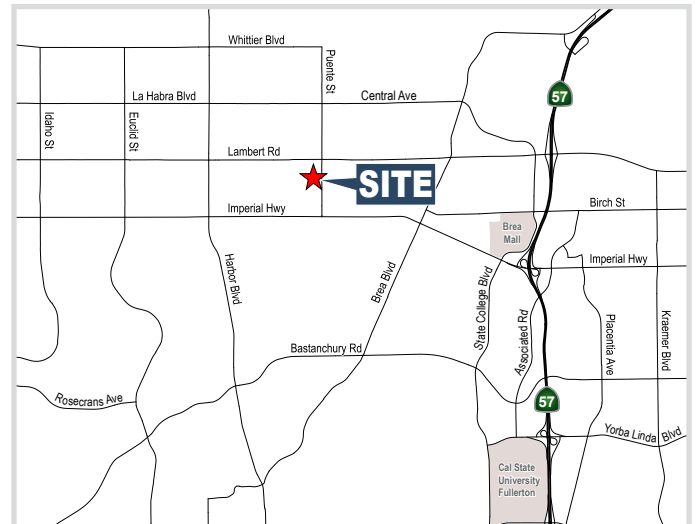 Whittier Blvd
Puente St
57
La Habra Blvd
Central Ave
Idaho St
Euclid St
Lambert Rd
SITE
Imperial Hwy
Birch St
Brea
Mall
Imperial Hwy
Harbor Blvd
Brea Blvd
State College Blvd
Associated Rd
Placentia Ave
Kraemer Blvd
Bastanchury Rd
Rosecrans Ave
57
Yorba Linda Blvd
Cal State
University
Fullerton